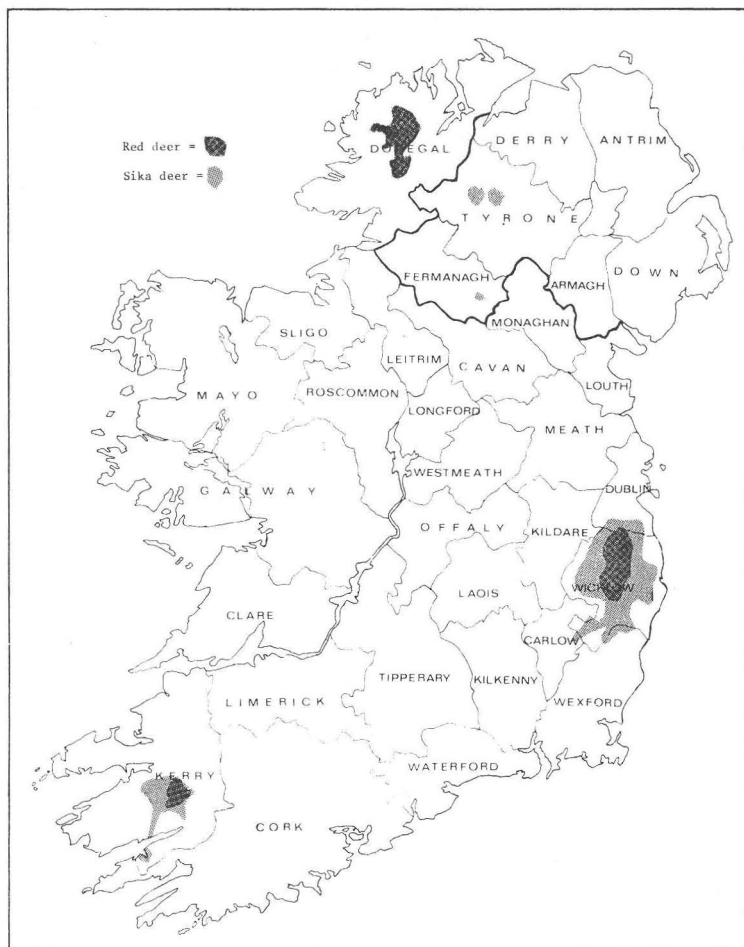 Red deer =
Sika deer =
DONEGAL
DERRY
ANTRIM
TYRONE
FERMANAGH
ARMAGH
DOWN
MONAGHAN
SLIGO
LEITRIM
CAVAN
LOUTH
MAYO
ROSCOMMON
LONGFORD
MEATH
WESTMEATH
GALWAY
DUBLIN
OFFALY
KILDARE
WICKLOW
LAOIS
CLARE
CARLOW
TIPPERARY
KILKENNY
LIMERICK
WEXFORD
WATERFORD
KERRY
CORK